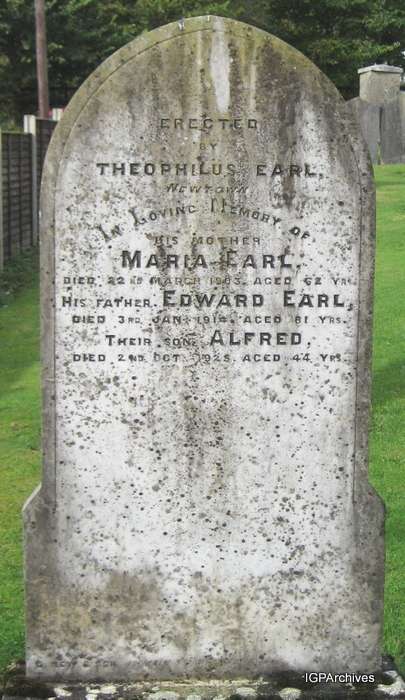 ERECTED
BY
THEOPHILUS EARL,
NEWTOWN
IN LOVING MEMORY OF
HIS MOTHER
MARIA EARL,
DIED 22ND MARCH 1903, AGED 62 YRS.
HIS FATHER EDWARD EARL,
DIED 3RD JAN. 1914, AGED 81 YRS.
THEIR SON ALFRED,
DIED 2ND OCT. 1925, AGED 44 YRS.
& SON
IGPArchives